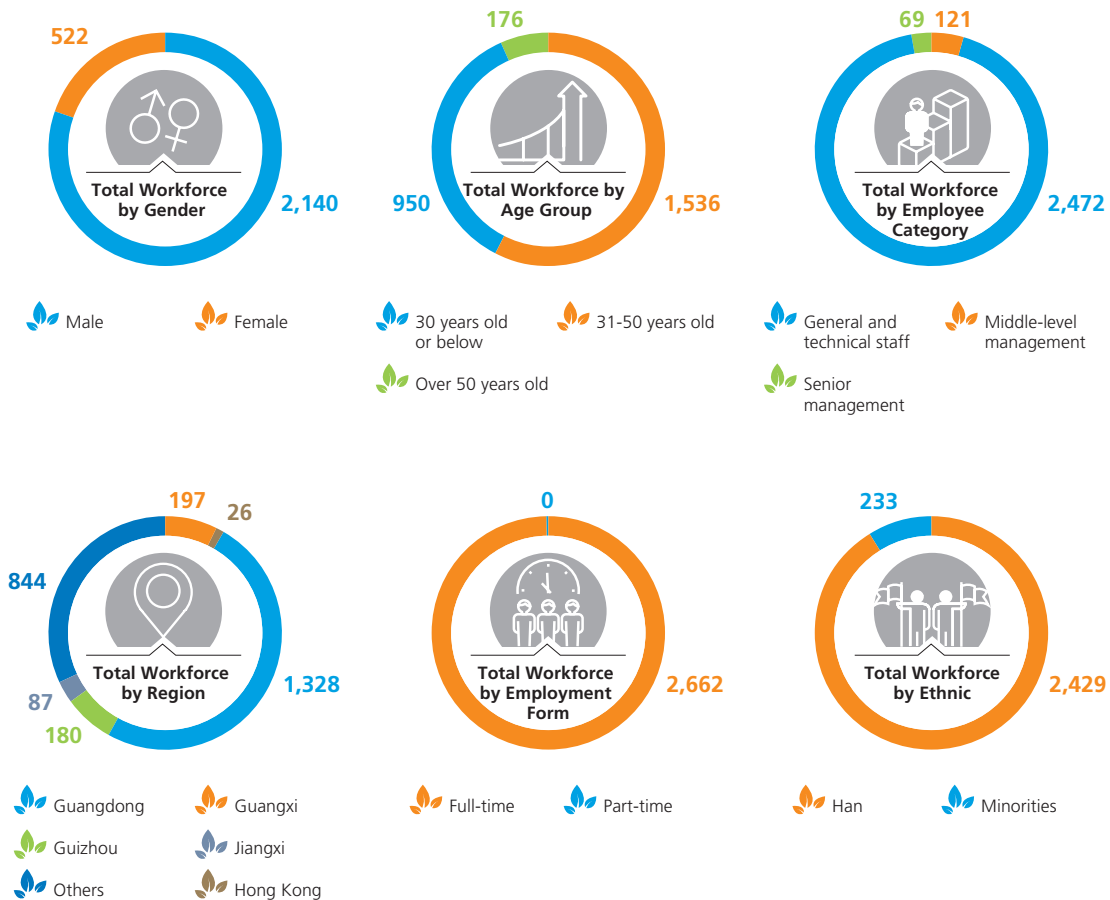 522
2,140
Total Workforce
by Gender
Male
Female
176
950
1,536
Total Workforce by
Age Group
30 years old
or below
31-50 years old
Over 50 years old
69
121
2,472
Total Workforce
by Employee
Category
General and
technical staff
Middle-level
management
Senior
management
197
26
844
1,328
87
180
Total Workforce
by Region
Guangdong
Guangxi
Guizhou
Jiangxi
Others
Hong Kong
0
2,662
Total Workforce
by Employment
Form
Full-time
Part-time
233
2,429
Total Workforce
by Ethnic
Han
Minorities